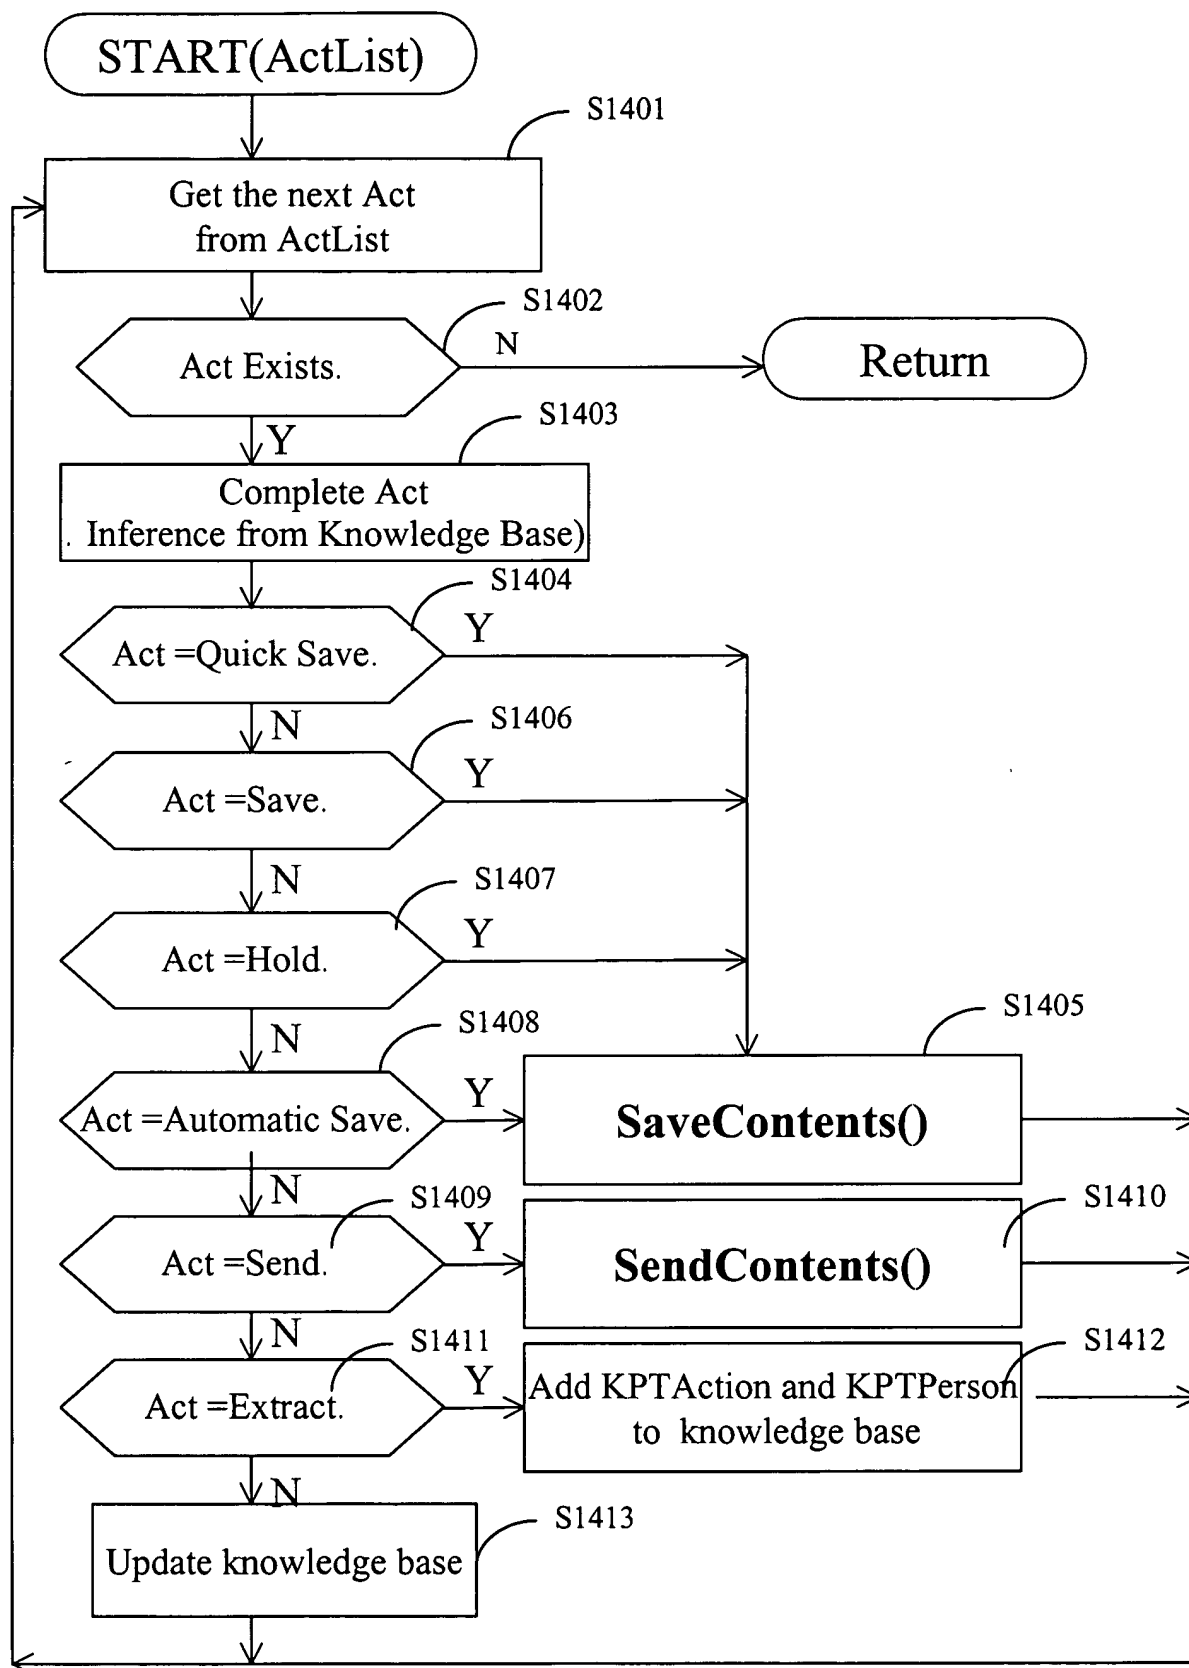 START(ActList)
S1401
Get the next Act
from ActList
S1402
Act Exists.
N
Return
Y
S1403
Complete Act
. Inference from Knowledge Base)
S1404
Act =Quick Save.
Y
N
S1406
Act =Save.
Y
N
S1407
Act =Hold.
Y
N
S1408
S1405
Act =Automatic Save.
Y
SaveContents()
N
S1409
S1410
Act =Send.
Y
SendContents()
N
S1411
S1412
Act =Extract.
Y
Add KPTAction and KPTPerson
to knowledge base
N
S1413
Update knowledge base